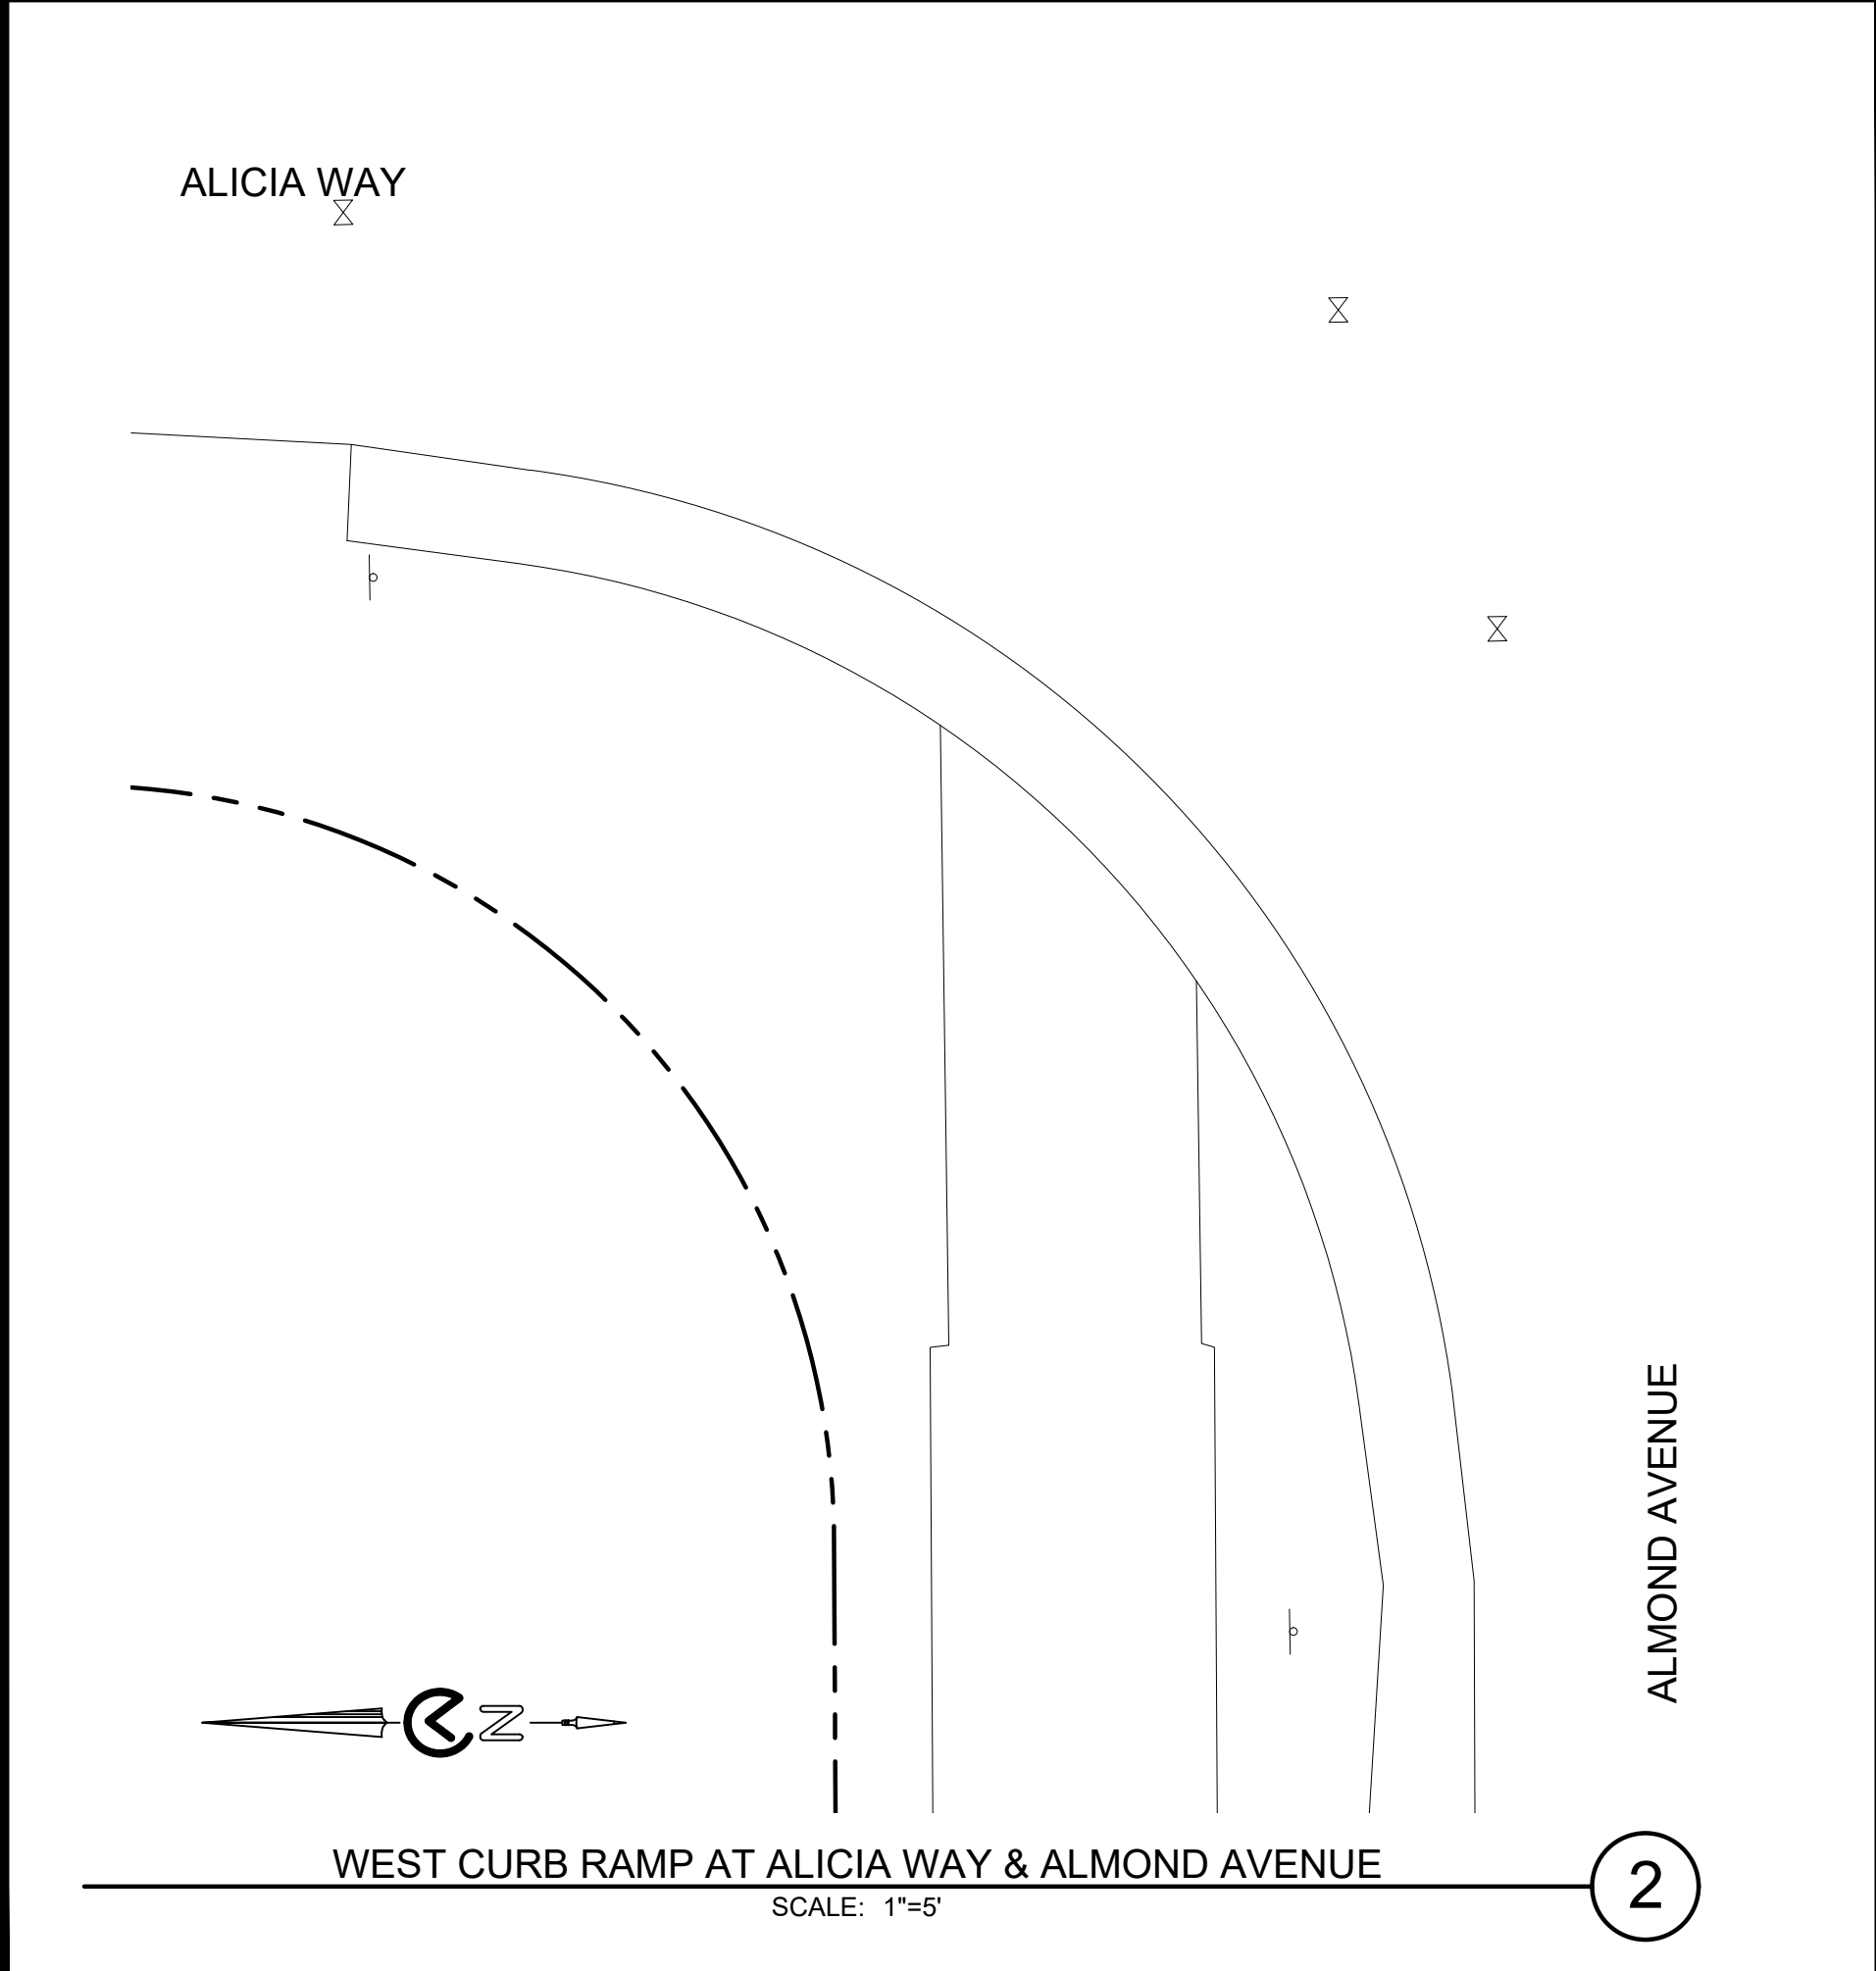 ALICIA WAY
ALMOND AVENUE
N
WEST CURB RAMP AT ALICIA WAY & ALMOND AVENUE
2
SCALE: 1"=5'